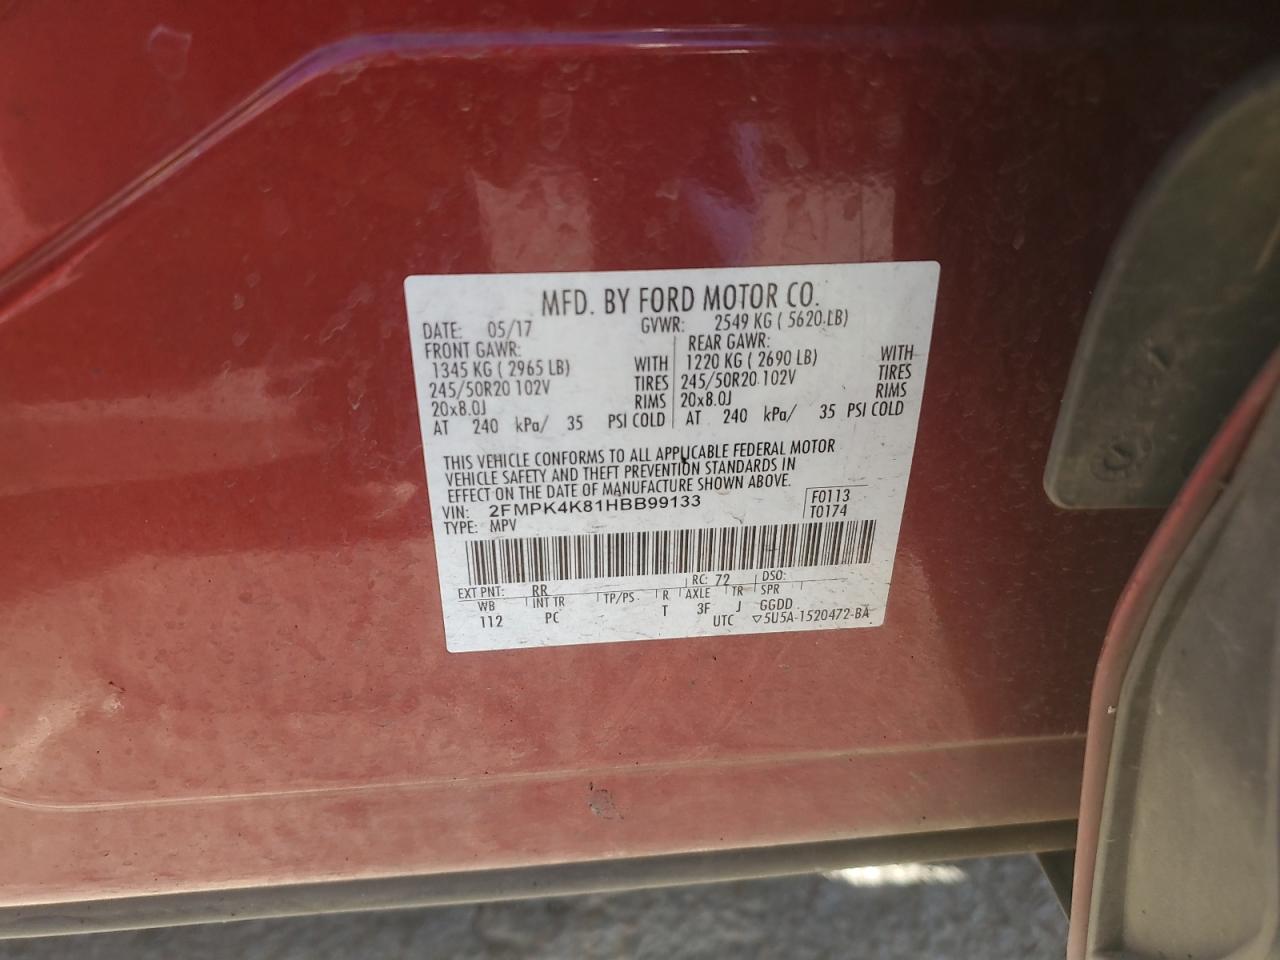 MFD. BY FORD MOTOR CO.
DATE: 05/17 GVWR: 2549 KG ( 5620 LB)
FRONT GAWR: REAR GAWR:
1345 KG ( 2965 LB) WITH 1220 KG ( 2690 LB) WITH
245/50R20 102V TIRES 245/50R20 102V TIRES
20x8.0J RIMS 20x8.0J RIMS
AT 240 kPa/ 35 PSI COLD AT 240 kPa/ 35 PSI COLD
THIS VEHICLE CONFORMS TO ALL APPLICABLE FEDERAL MOTOR
VEHICLE SAFETY AND THEFT PREVENTION STANDARDS IN
EFFECT ON THE DATE OF MANUFACTURE SHOWN ABOVE.
VIN: 2FMPK4K81HBB99133 F0113
TYPE: MPV T0174
EXT PNT: RR RC: 72 DSO:
WB INT TR TP/PS R AXLE TR SPR
112 PC T 3F J GGDD
UTC ▽5U5A-1520472-BA